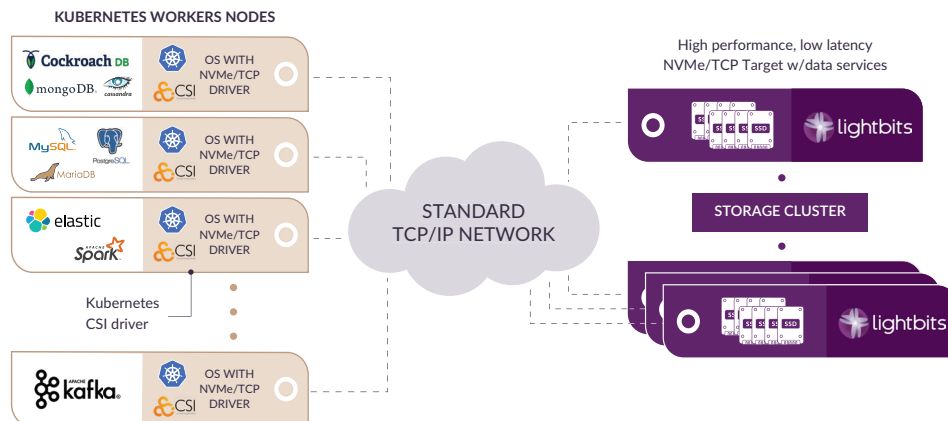 KUBERNETES WORKERS NODES
Cockroach DB
mongoDB.
cassandra
OS WITH
NVMe/TCP
DRIVER
CSI
MySQL
PostgreSQL
MariaDB
OS WITH
NVMe/TCP
DRIVER
CSI
elastic
APACHE
Spark
OS WITH
NVMe/TCP
DRIVER
CSI
Kubernetes
CSI driver
APACHE
kafka®
OS WITH
NVMe/TCP
DRIVER
CSI
STANDARD
TCP/IP NETWORK
High performance, low latency
NVMe/TCP Target w/data services
SSD
lightbits
STORAGE CLUSTER
SSD
lightbits